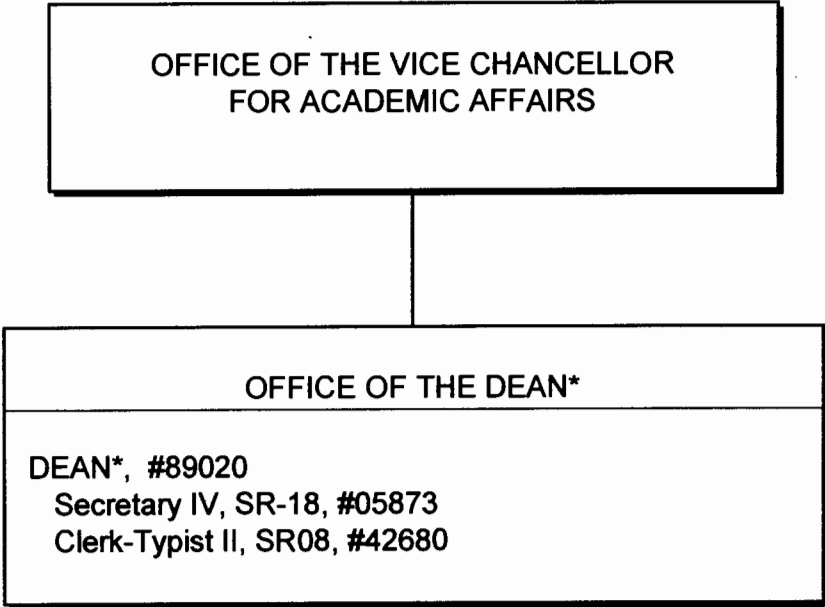 OFFICE OF THE VICE CHANCELLOR
FOR ACADEMIC AFFAIRS
OFFICE OF THE DEAN*
DEAN*, #89020
Secretary IV, SR-18, #05873
Clerk-Typist II, SR08, #42680